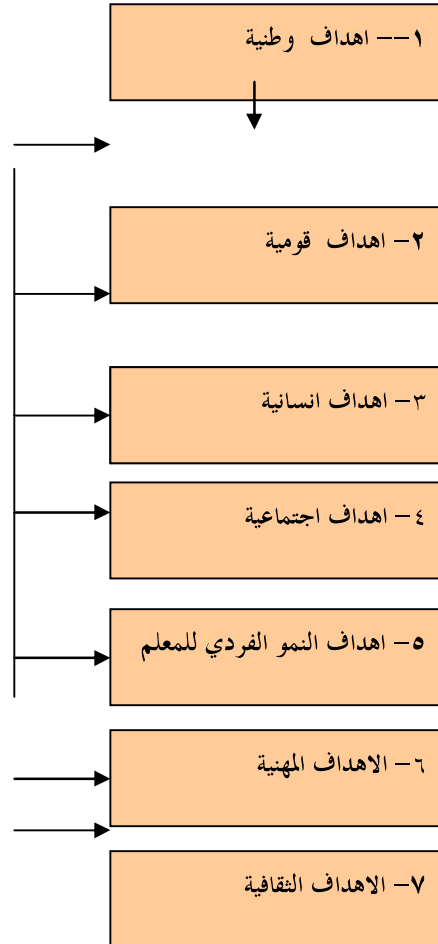 ١-- اهداف وطنية
٢- اهداف قومية
٣- اهداف انسانية
٤- اهداف اجتماعية
٥- اهداف النمو الفردي للمعلم
٦- الاهداف المهنية
٧- الاهداف الثقافية